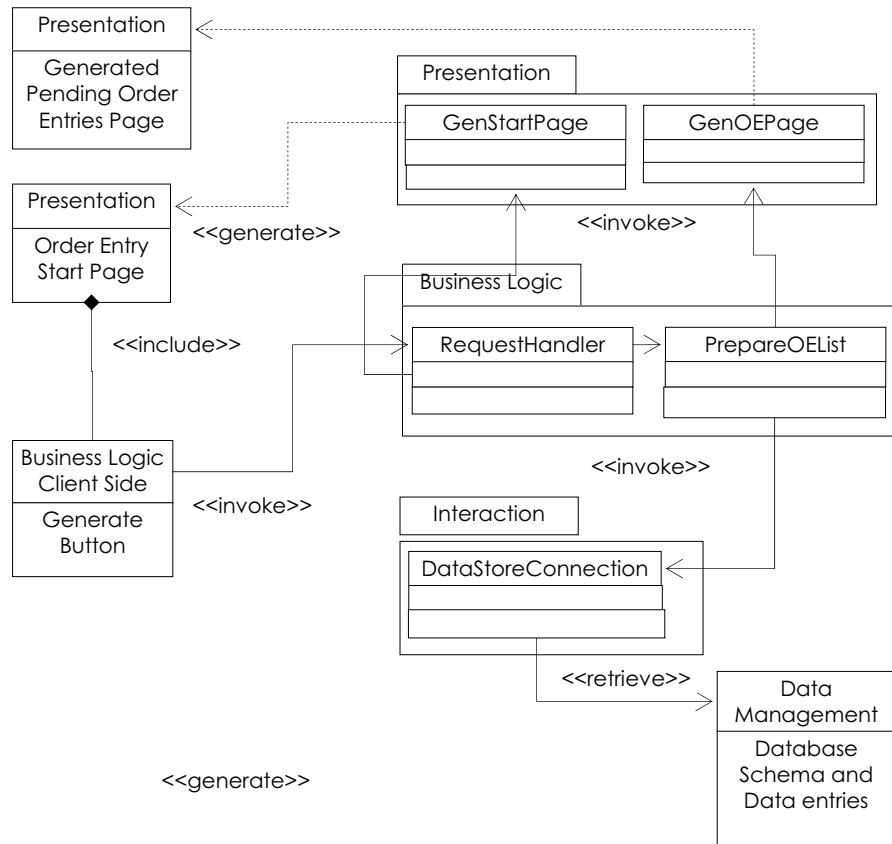 Presentation
Generated
Pending Order
Entries Page
Presentation
GenStartPage
GenOEPage
Presentation
Order Entry
Start Page
<<generate>>
<<invoke>>
Business Logic
<<include>>
RequestHandler
PrepareOEList
Business Logic
Client Side
Generate
Button
<<invoke>>
<<invoke>>
Interaction
DataStoreConnection
<<retrieve>>
Data
Management
Database
Schema and
Data entries
<<generate>>